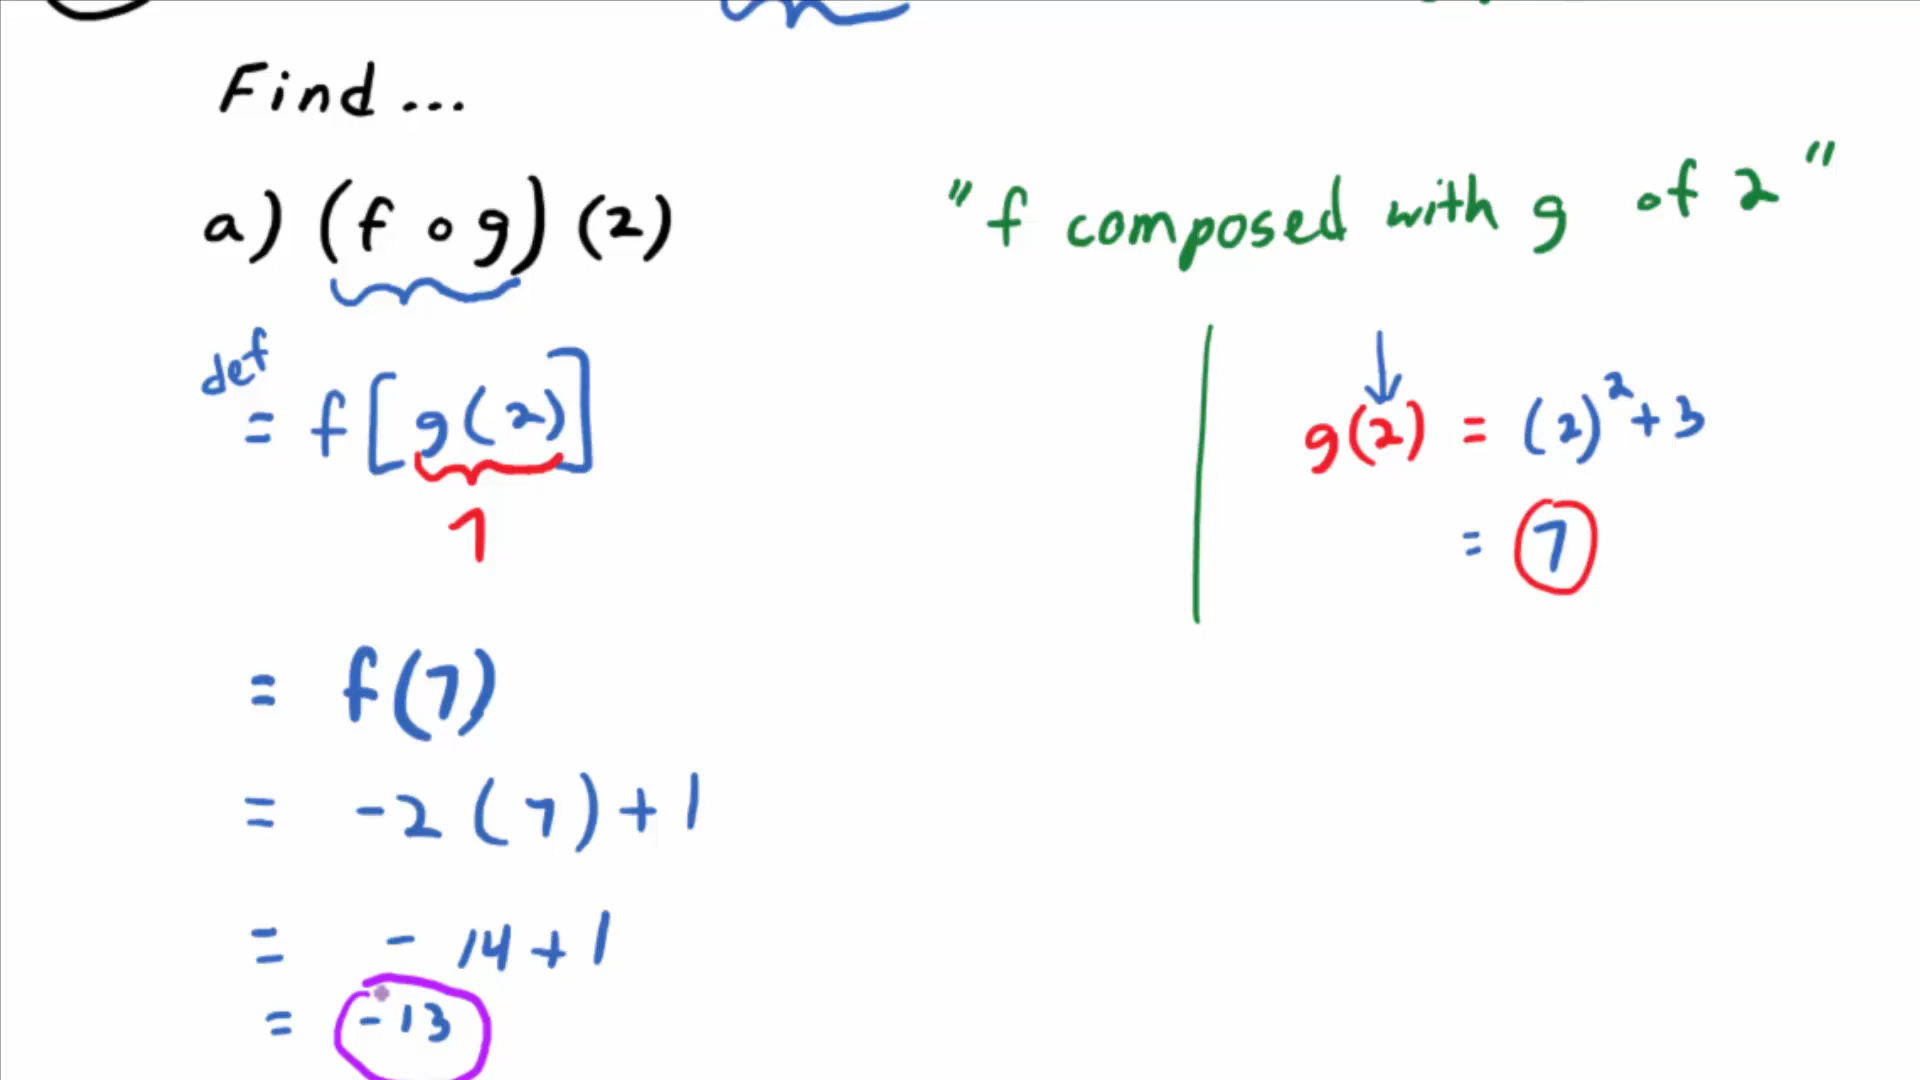 Find ...
a) (f ∘ g) (2)
" f composed with g of 2 "
def
= f [ g (2) ]
7
g(2) = (2)² + 3
= 7
= f(7)
= -2 (7) + 1
= - 14 + 1
= -13